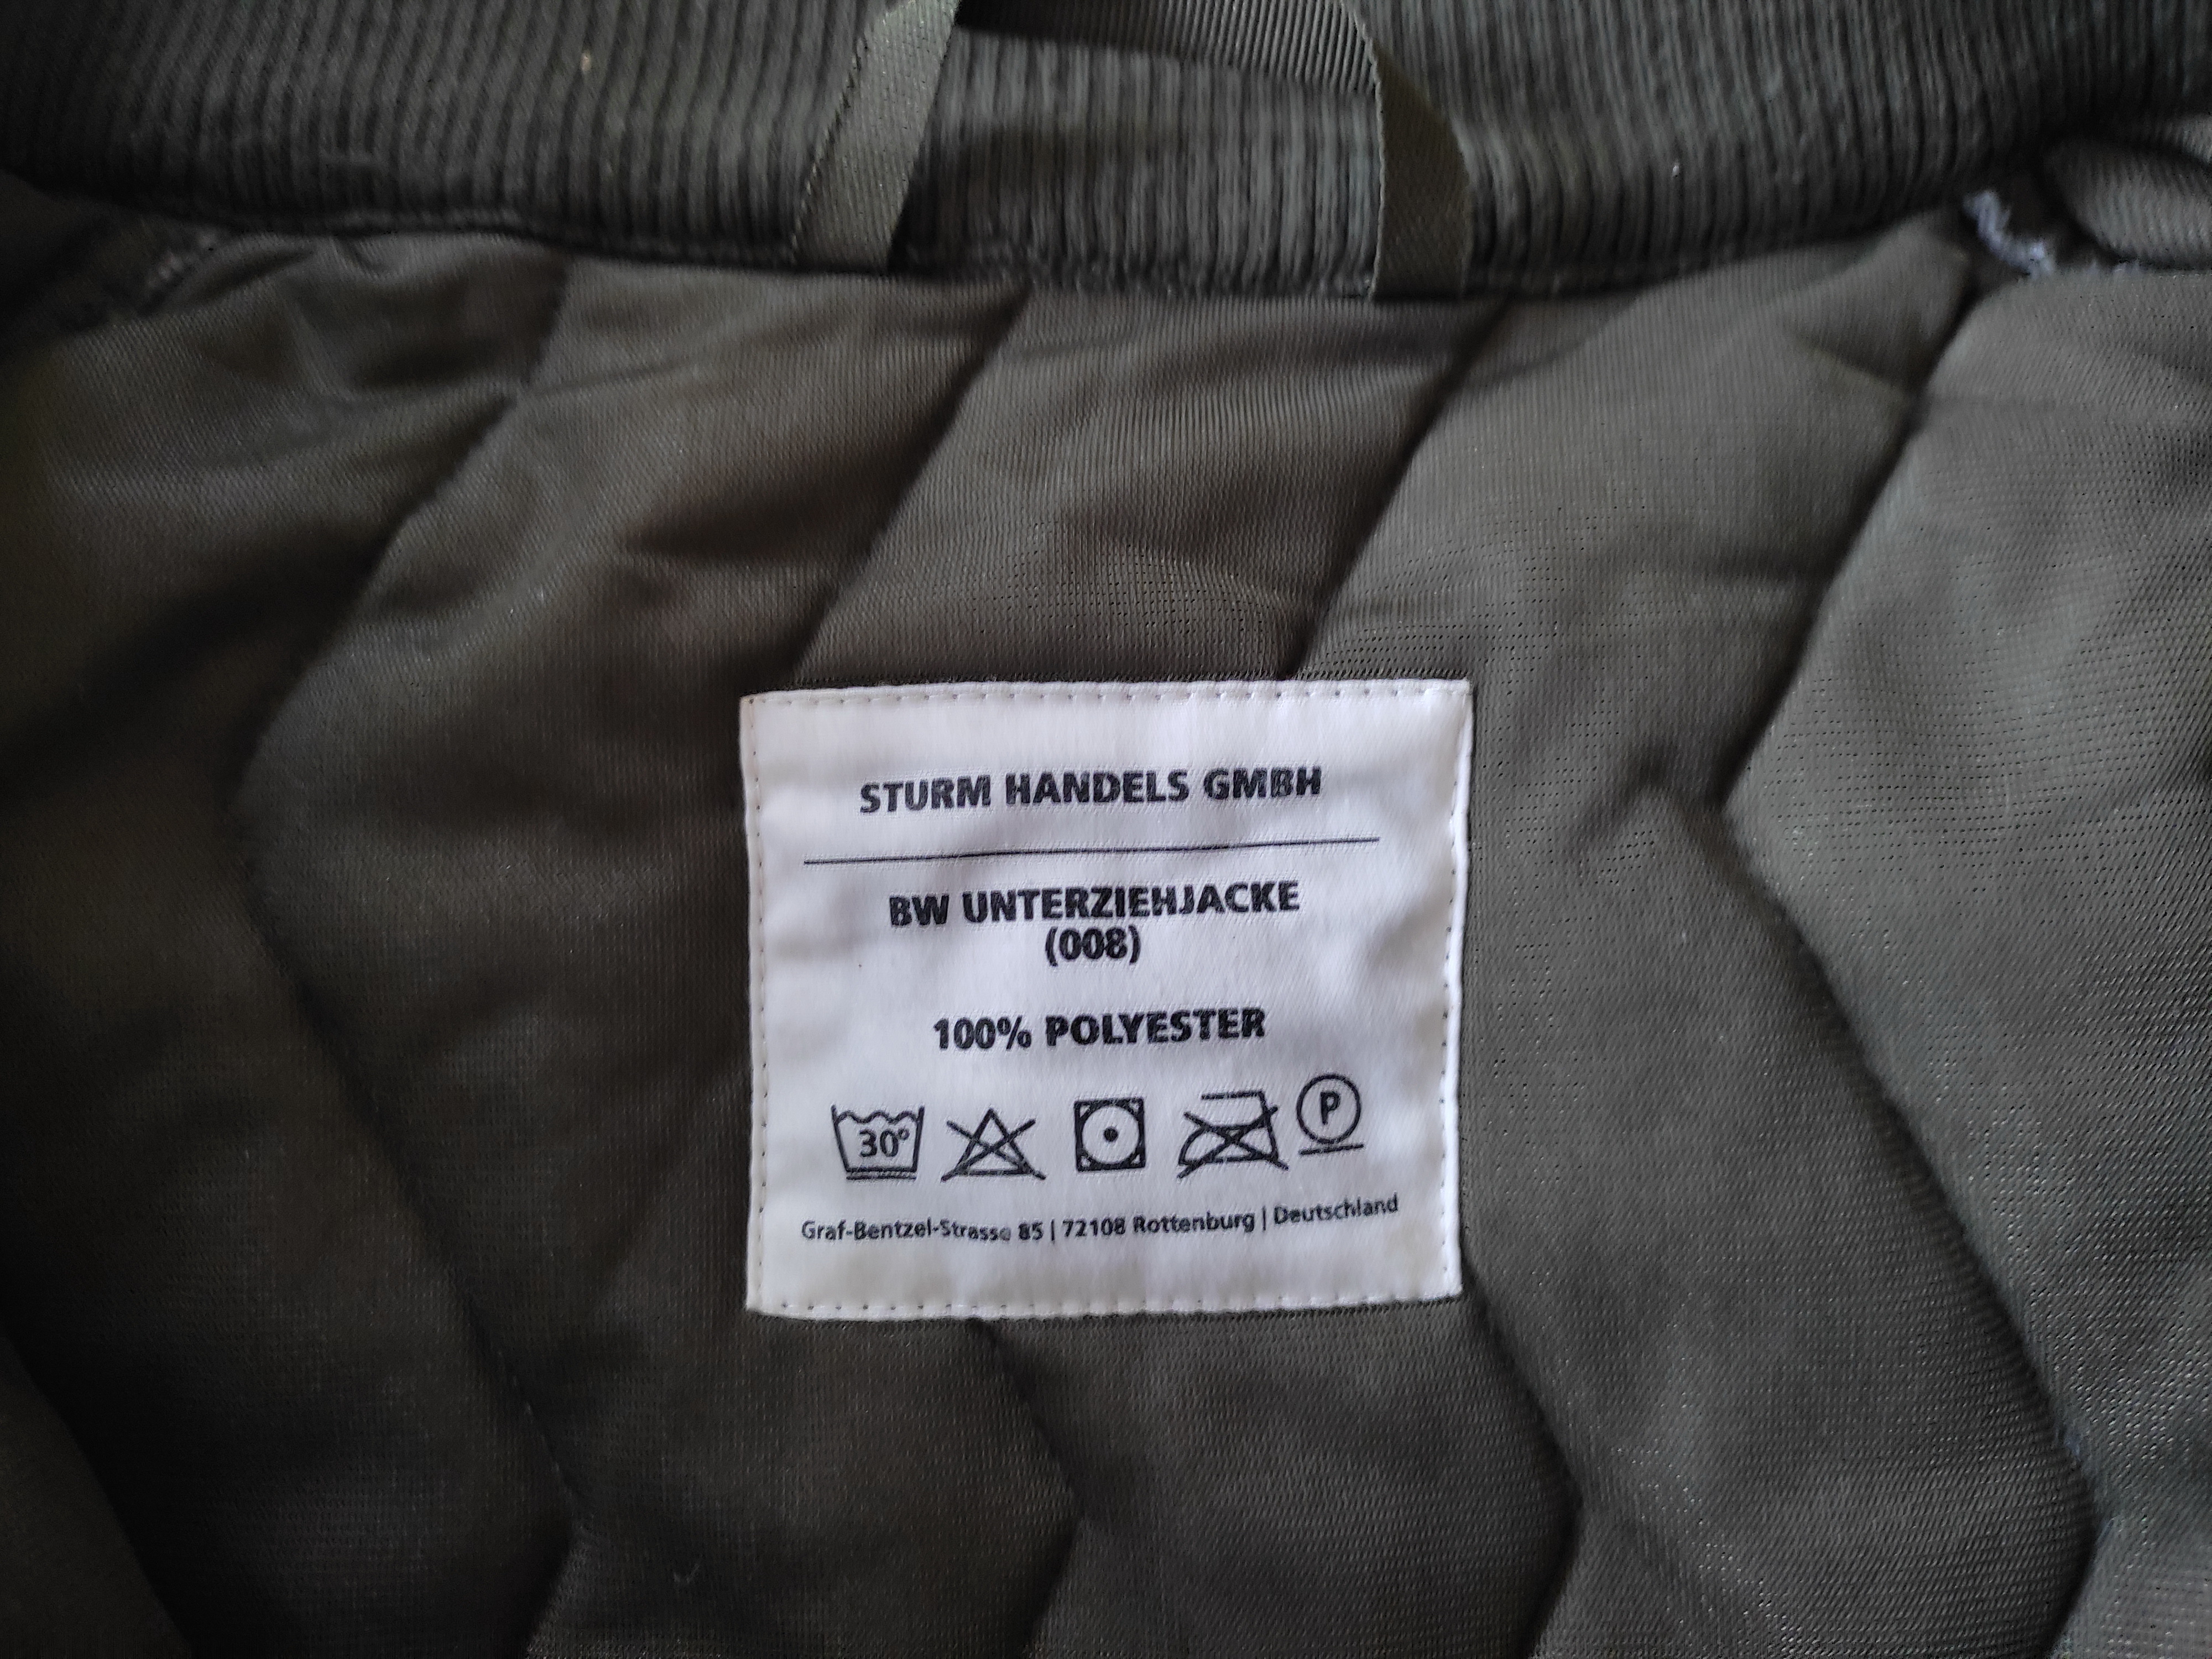 STURM HANDELS GMBH
BW UNTERZIEHJACKE
(008)
100% POLYESTER
30°
P
Graf-Bentzel-Strasse 85 | 72108 Rottenburg | Deutschland